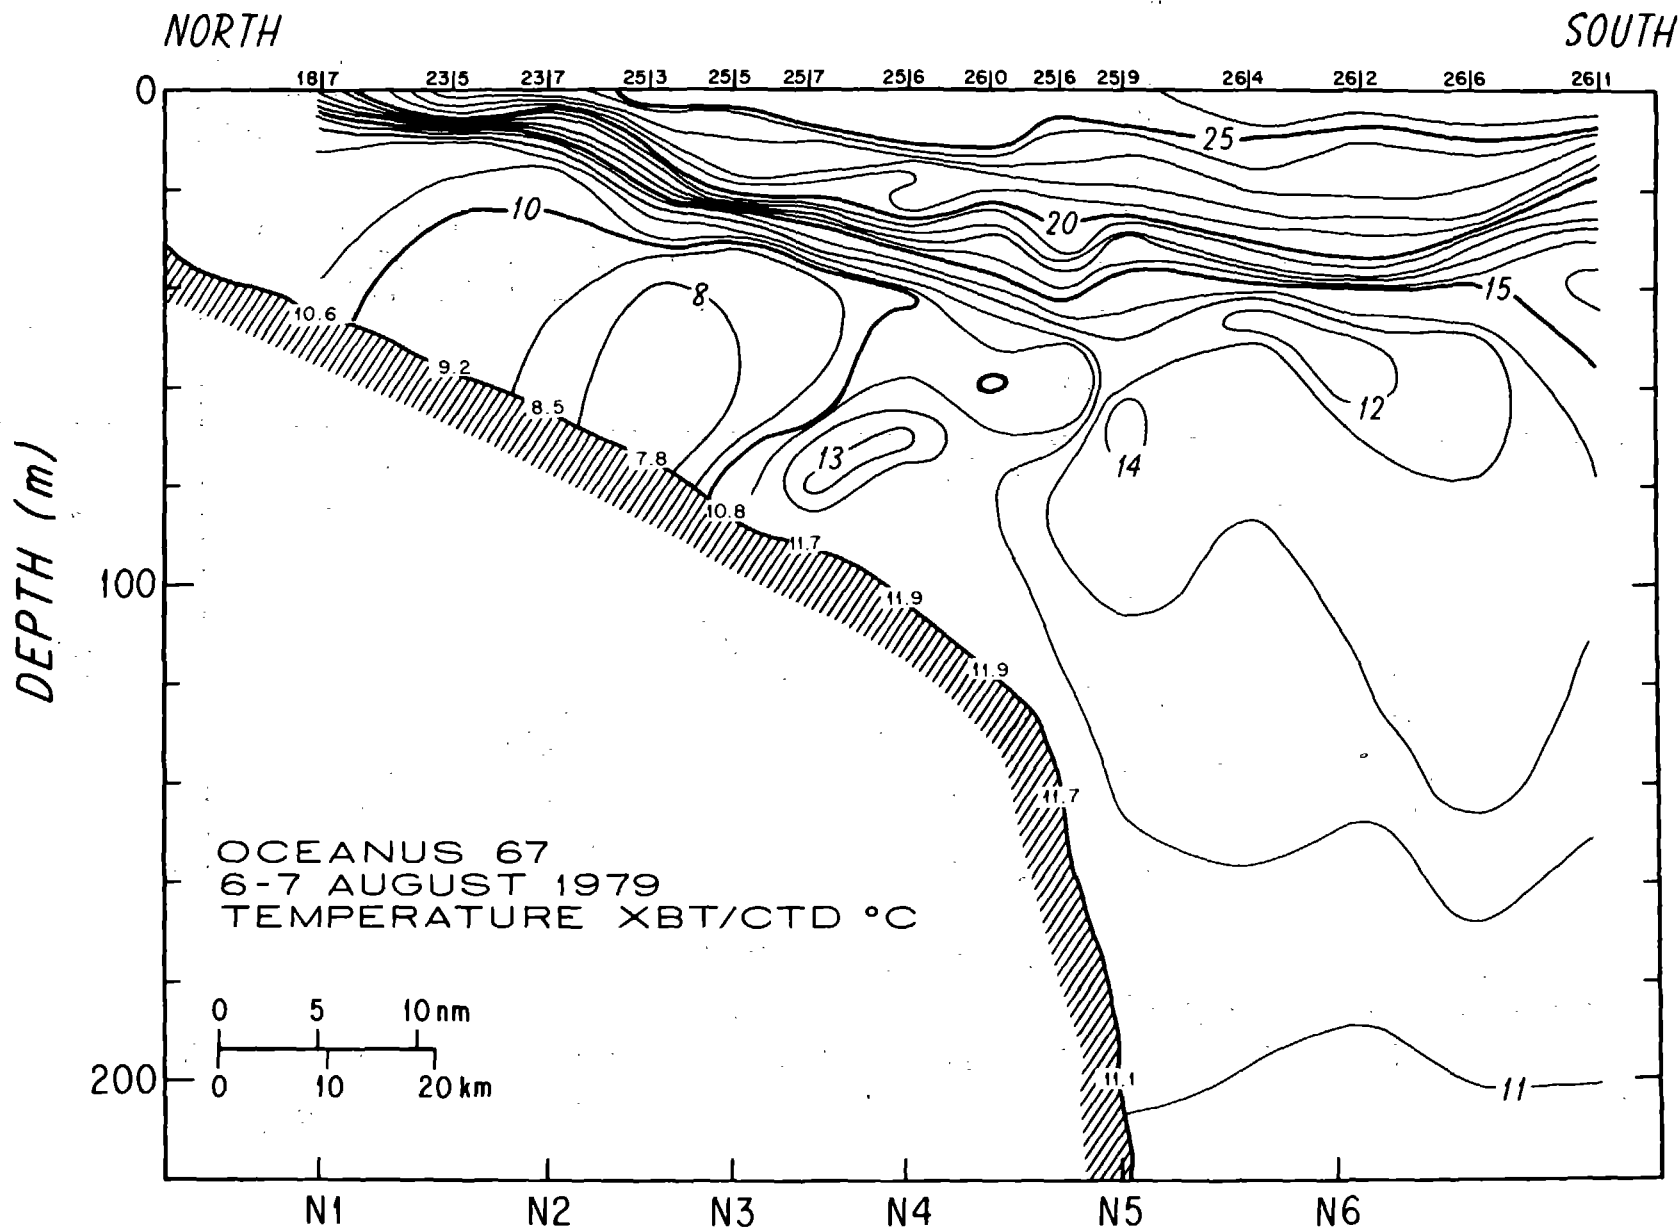 NORTH SOUTH
18|7 23|5 23|7 25|3 25|5 25|7 25|6 26|0 25|6 25|9 26|4 26|2 26|6 26|1
0
25
10
20
8
15
10.6
9.2
12
8.5
13
14
7.8
10.8
11.7
100
11.9
11.9
11.7
DEPTH (m)
OCEANUS 67
6-7 AUGUST 1979
TEMPERATURE XBT/CTD °C
0 5 10 nm
0 10 20 km
200
11.1
11
N1 N2 N3 N4 N5 N6